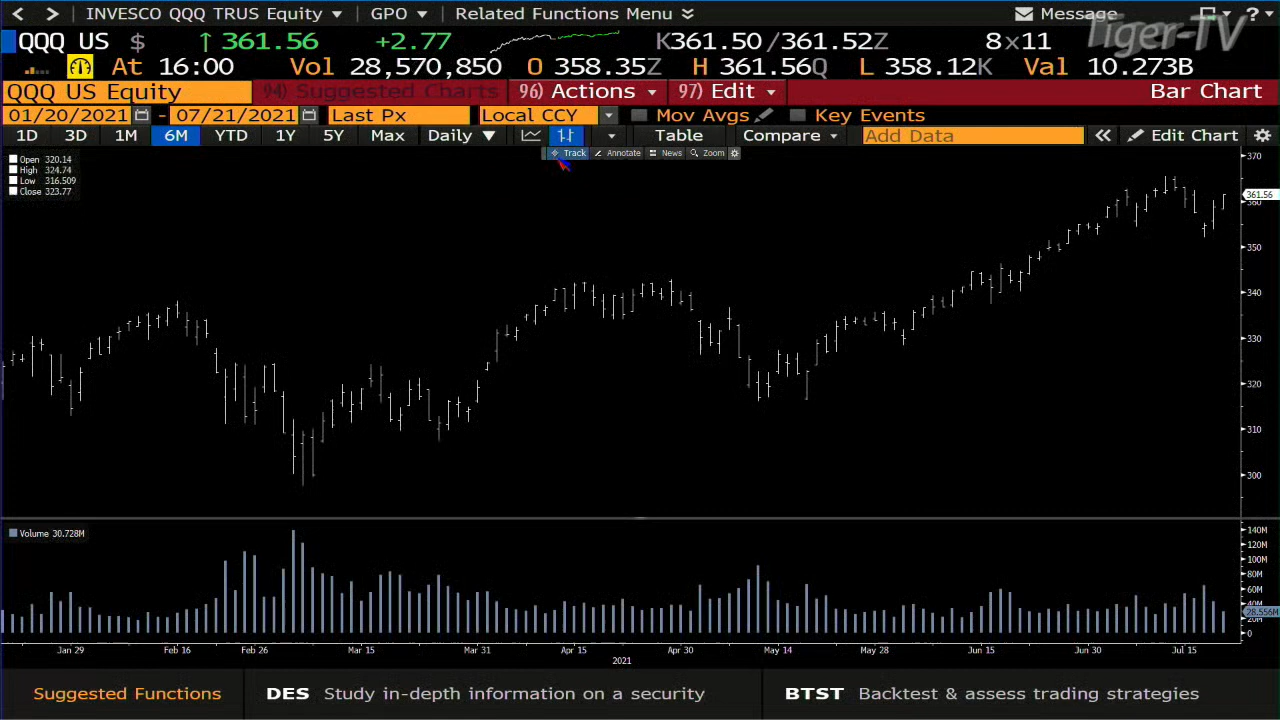 INVESCO QQQ TRUS Equity GPO Related Functions Menu Message ?
Tiger-TV
QQQ US $ ↑ 361.56 +2.77 K361.50 /361.52Z 8x11
At 16:00 Vol 28,570,850 O 358.35Z H 361.56Q L 358.12K Val 10.273B
QQQ US Equity 94) Suggested Charts 96) Actions 97) Edit Bar Chart
01/20/2021 - 07/21/2021 Last Px Local CCY Mov Avgs Key Events
1D 3D 1M 6M YTD 1Y 5Y Max Daily ▼ Table Compare Add Data « Edit Chart
Track Annotate News Zoom
Open 320.14
High 324.74
Low 316.509
Close 323.77
370
361.56
360
350
340
330
320
310
300
Volume 30.728M
140M
120M
100M
80M
60M
40M
28.556M
20M
0
Jan 29 Feb 16 Feb 26 Mar 15 Mar 31 Apr 15 Apr 30 May 14 May 28 Jun 15 Jun 30 Jul 15
2021
Suggested Functions DES Study in-depth information on a security BTST Backtest & assess trading strategies